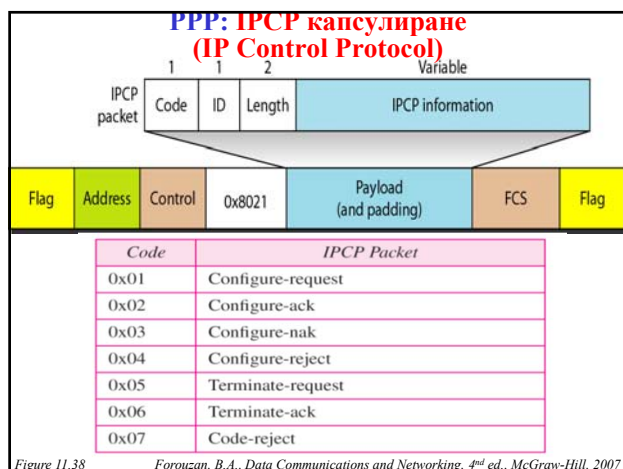 PPP: IPCP капсулиране
(IP Control Protocol)
1 1 2 Variable
IPCP packet Code ID Length IPCP information
Flag Address Control 0x8021 Payload (and padding) FCS Flag
Code IPCP Packet
0x01 Configure-request
0x02 Configure-ack
0x03 Configure-nak
0x04 Configure-reject
0x05 Terminate-request
0x06 Terminate-ack
0x07 Code-reject
Figure 11.38 Forouzan, B.A., Data Communications and Networking, 4nd ed., McGraw-Hill, 2007